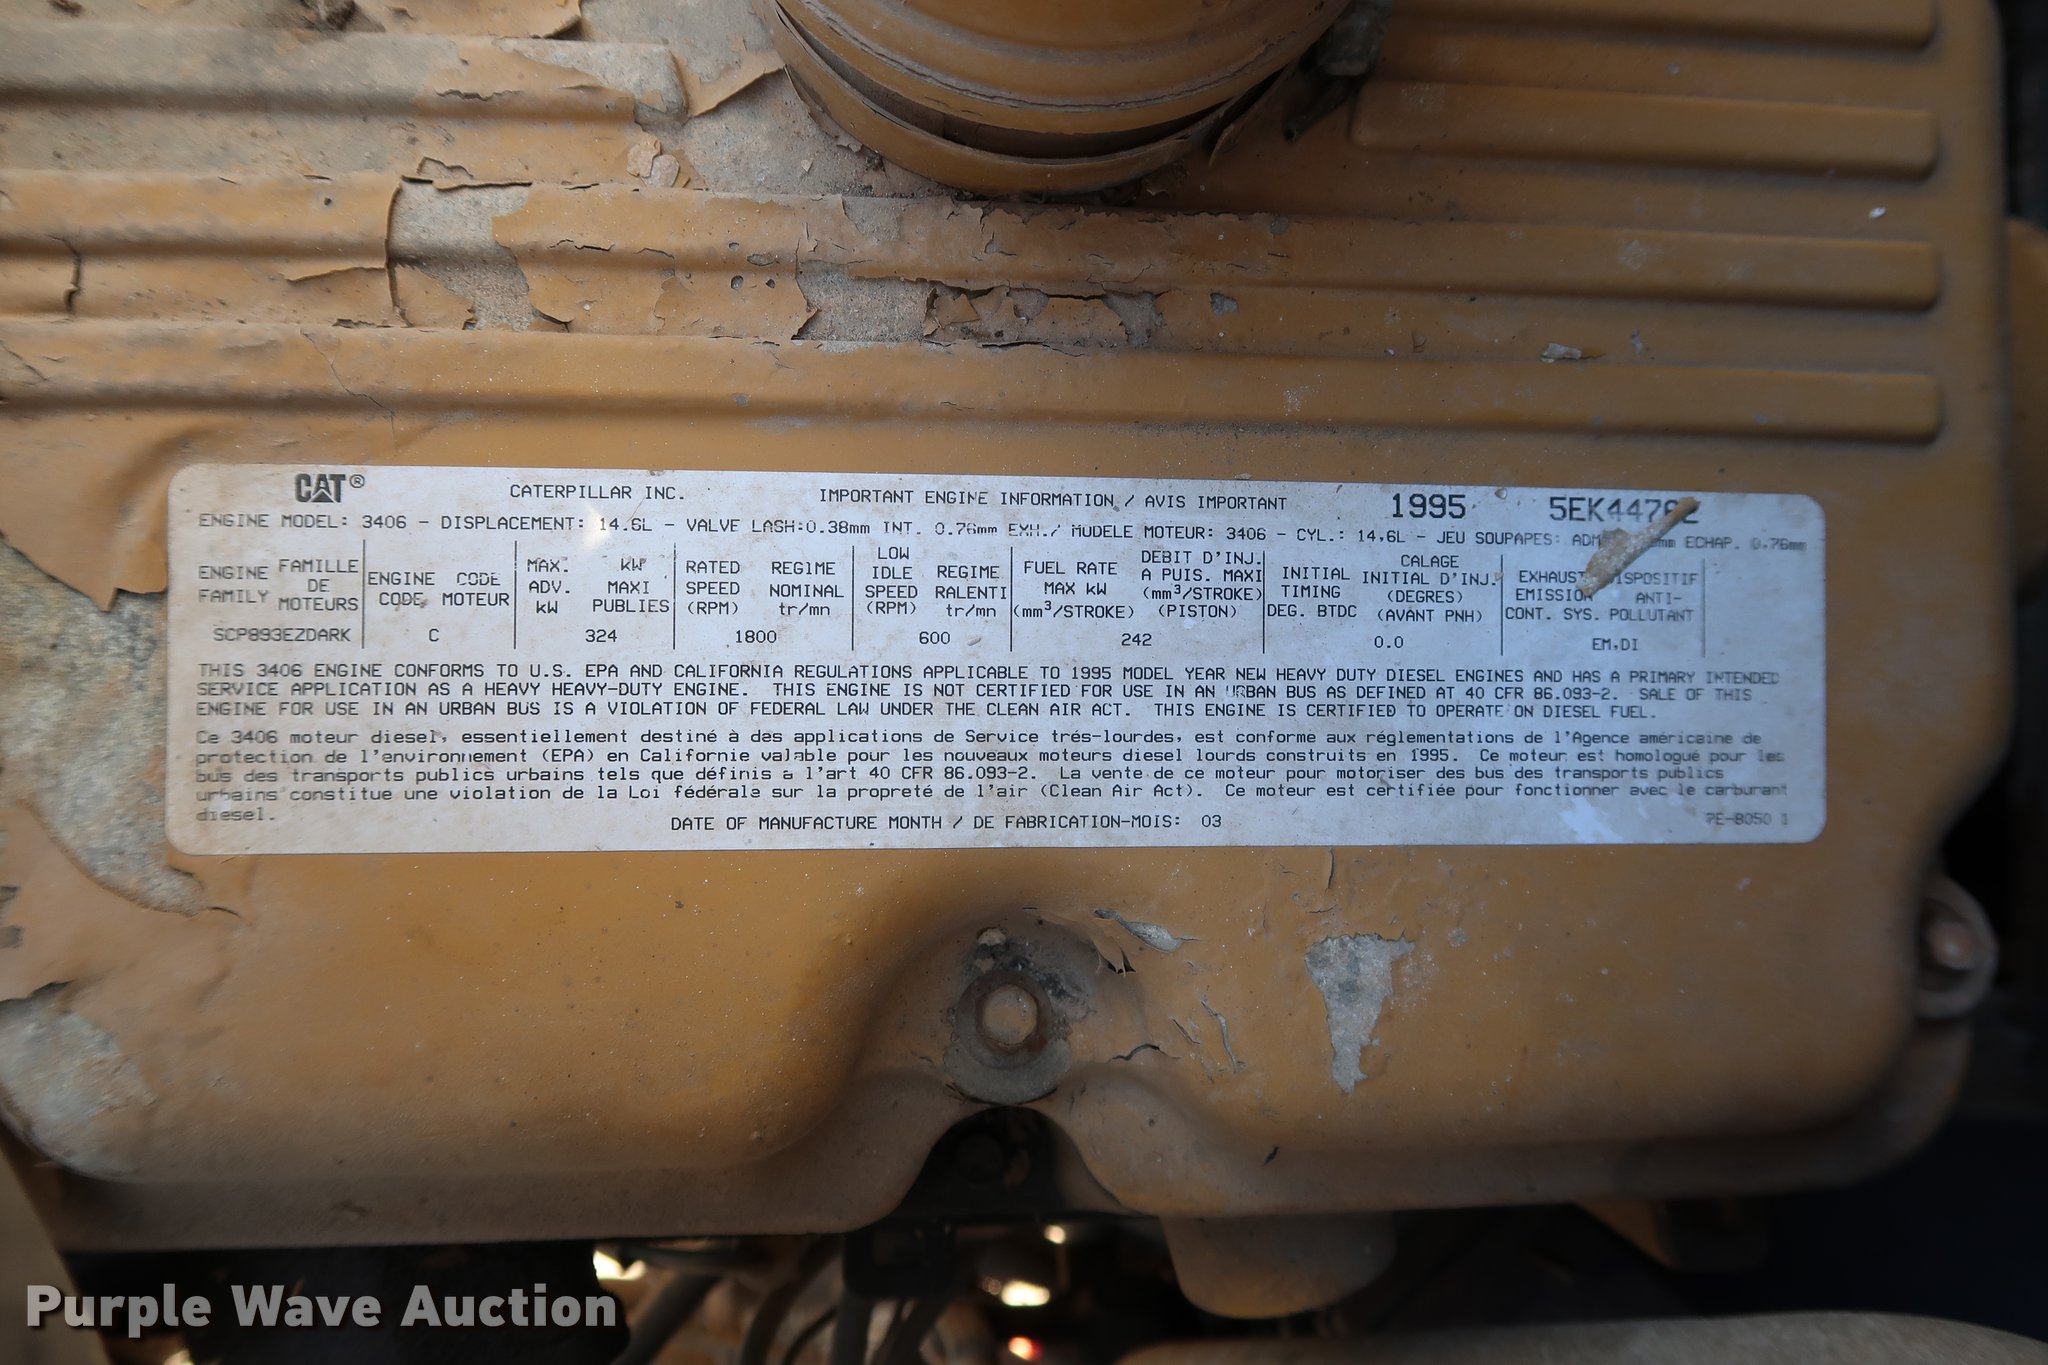 CAT® CATERPILLAR INC. IMPORTANT ENGINE INFORMATION / AVIS IMPORTANT 1995
ENGINE MODEL: 3406 - DISPLACEMENT: 14.6L - VALVE LASH:0.38mm INT. 0.76mm EXH./ MODELE MOTEUR: 3406 - CYL.: 14,6L - JEU SOUPAPES: ECHAP. 0.76mm
ENGINE FAMILY
FAMILLE DE MOTEURS
SCP893EZDARK
ENGINE CODE
CODE MOTEUR
C
MAX. ADV. kW
kW MAXI PUBLIES
324
RATED SPEED (RPM)
REGIME NOMINAL tr/mn
1800
LOW IDLE SPEED (RPM)
REGIME RALENTI tr/mn
600
FUEL RATE MAX kW (mm³/STROKE)
DEBIT D'INJ. A PUIS. MAXI (mm³/STROKE) (PISTON)
242
INITIAL TIMING DEG. BTDC
CALAGE INITIAL D'INJ. (DEGRES) (AVANT PNH)
0.0
EXHAUST EMISSION CONT. SYS.
DISPOSITIF ANTI-POLLUTANT
EM,DI
THIS 3406 ENGINE CONFORMS TO U.S. EPA AND CALIFORNIA REGULATIONS APPLICABLE TO 1995 MODEL YEAR NEW HEAVY DUTY DIESEL ENGINES AND HAS A PRIMARY INTENDED
SERVICE APPLICATION AS A HEAVY HEAVY-DUTY ENGINE. THIS ENGINE IS NOT CERTIFIED FOR USE IN AN URBAN BUS AS DEFINED AT 40 CFR 86.093-2. SALE OF THIS
ENGINE FOR USE IN AN URBAN BUS IS A VIOLATION OF FEDERAL LAW UNDER THE CLEAN AIR ACT. THIS ENGINE IS CERTIFIED TO OPERATE ON DIESEL FUEL.
Ce 3406 moteur diesel, essentiellement destiné à des applications de Service trés-lourdes, est conforme aux réglementations de l'Agence américaine de
protection de l'environnement (EPA) en Californie valable pour les nouveaux moteurs diesel lourds construits en 1995. Ce moteur est homologué pour les
bus des transports publics urbains tels que définis a l'art 40 CFR 86.093-2. La vente de ce moteur pour motoriser des bus des transports publics
urbains constitue une violation de la Loi fédérale sur la propreté de l'air (Clean Air Act). Ce moteur est certifiée pour fonctionner avec le carburant
diesel.
DATE OF MANUFACTURE MONTH / DE FABRICATION-MOIS: 03
7E-8050 1
Purple Wave Auction